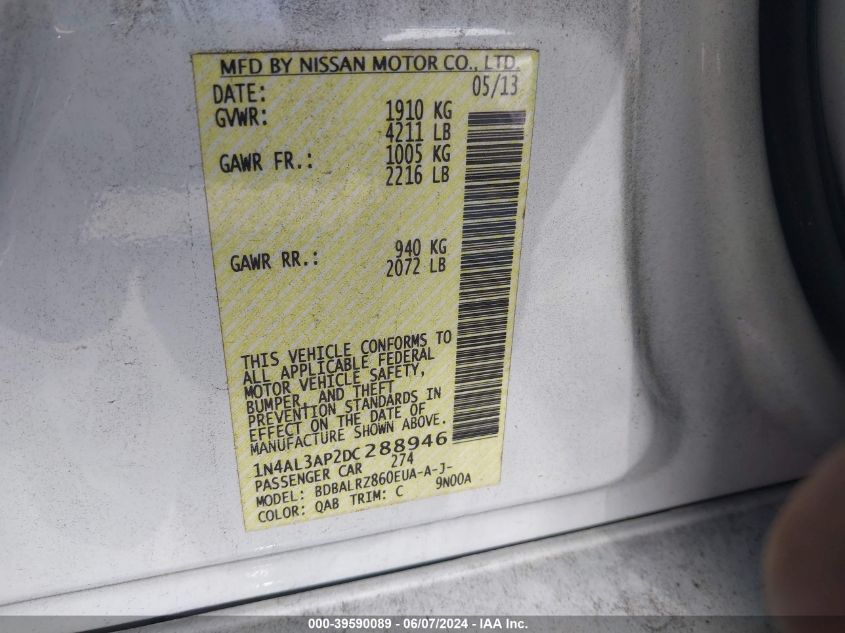 MFD BY NISSAN MOTOR CO., LTD.
DATE: 05/13
GVWR: 1910 KG
4211 LB
GAWR FR.: 1005 KG
2216 LB
GAWR RR.: 940 KG
2072 LB
THIS VEHICLE CONFORMS TO
ALL APPLICABLE FEDERAL
MOTOR VEHICLE SAFETY,
BUMPER, AND THEFT
PREVENTION STANDARDS IN
EFFECT ON THE DATE OF
MANUFACTURE SHOWN ABOVE.
1N4AL3AP2DC288946
PASSENGER CAR 274
MODEL: BDBALRZ860EUA-A-J-
COLOR: QAB TRIM: C 9N00A
000-39590089 - 06/07/2024 - IAA Inc.